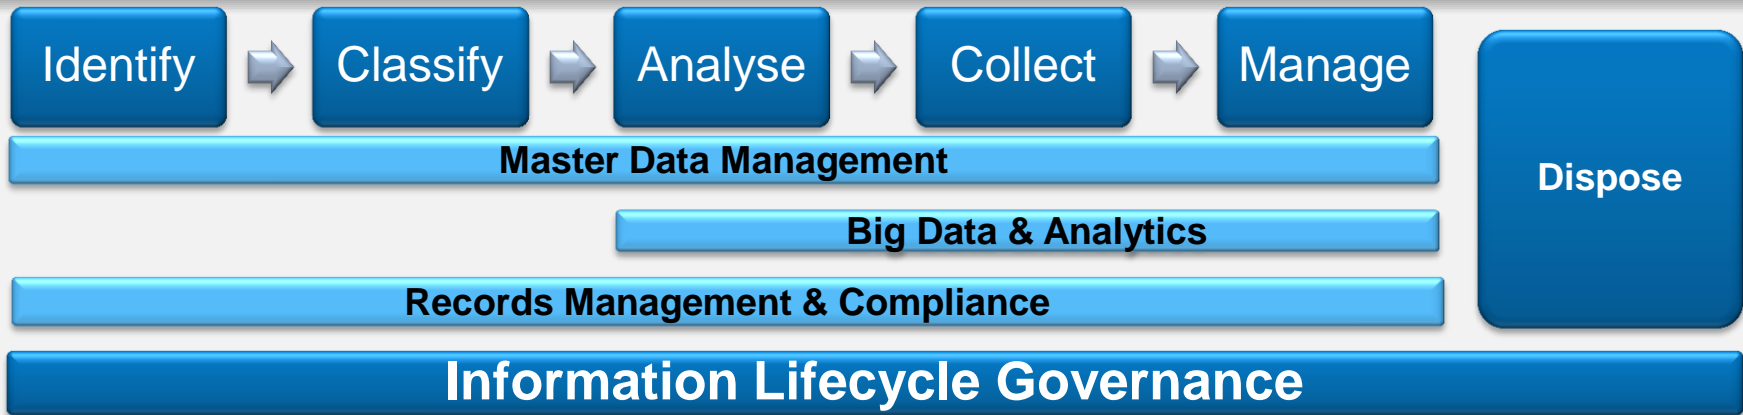 Identify
Classify
Analyse
Collect
Manage
Dispose
Master Data Management
Big Data & Analytics
Records Management & Compliance
Information Lifecycle Governance